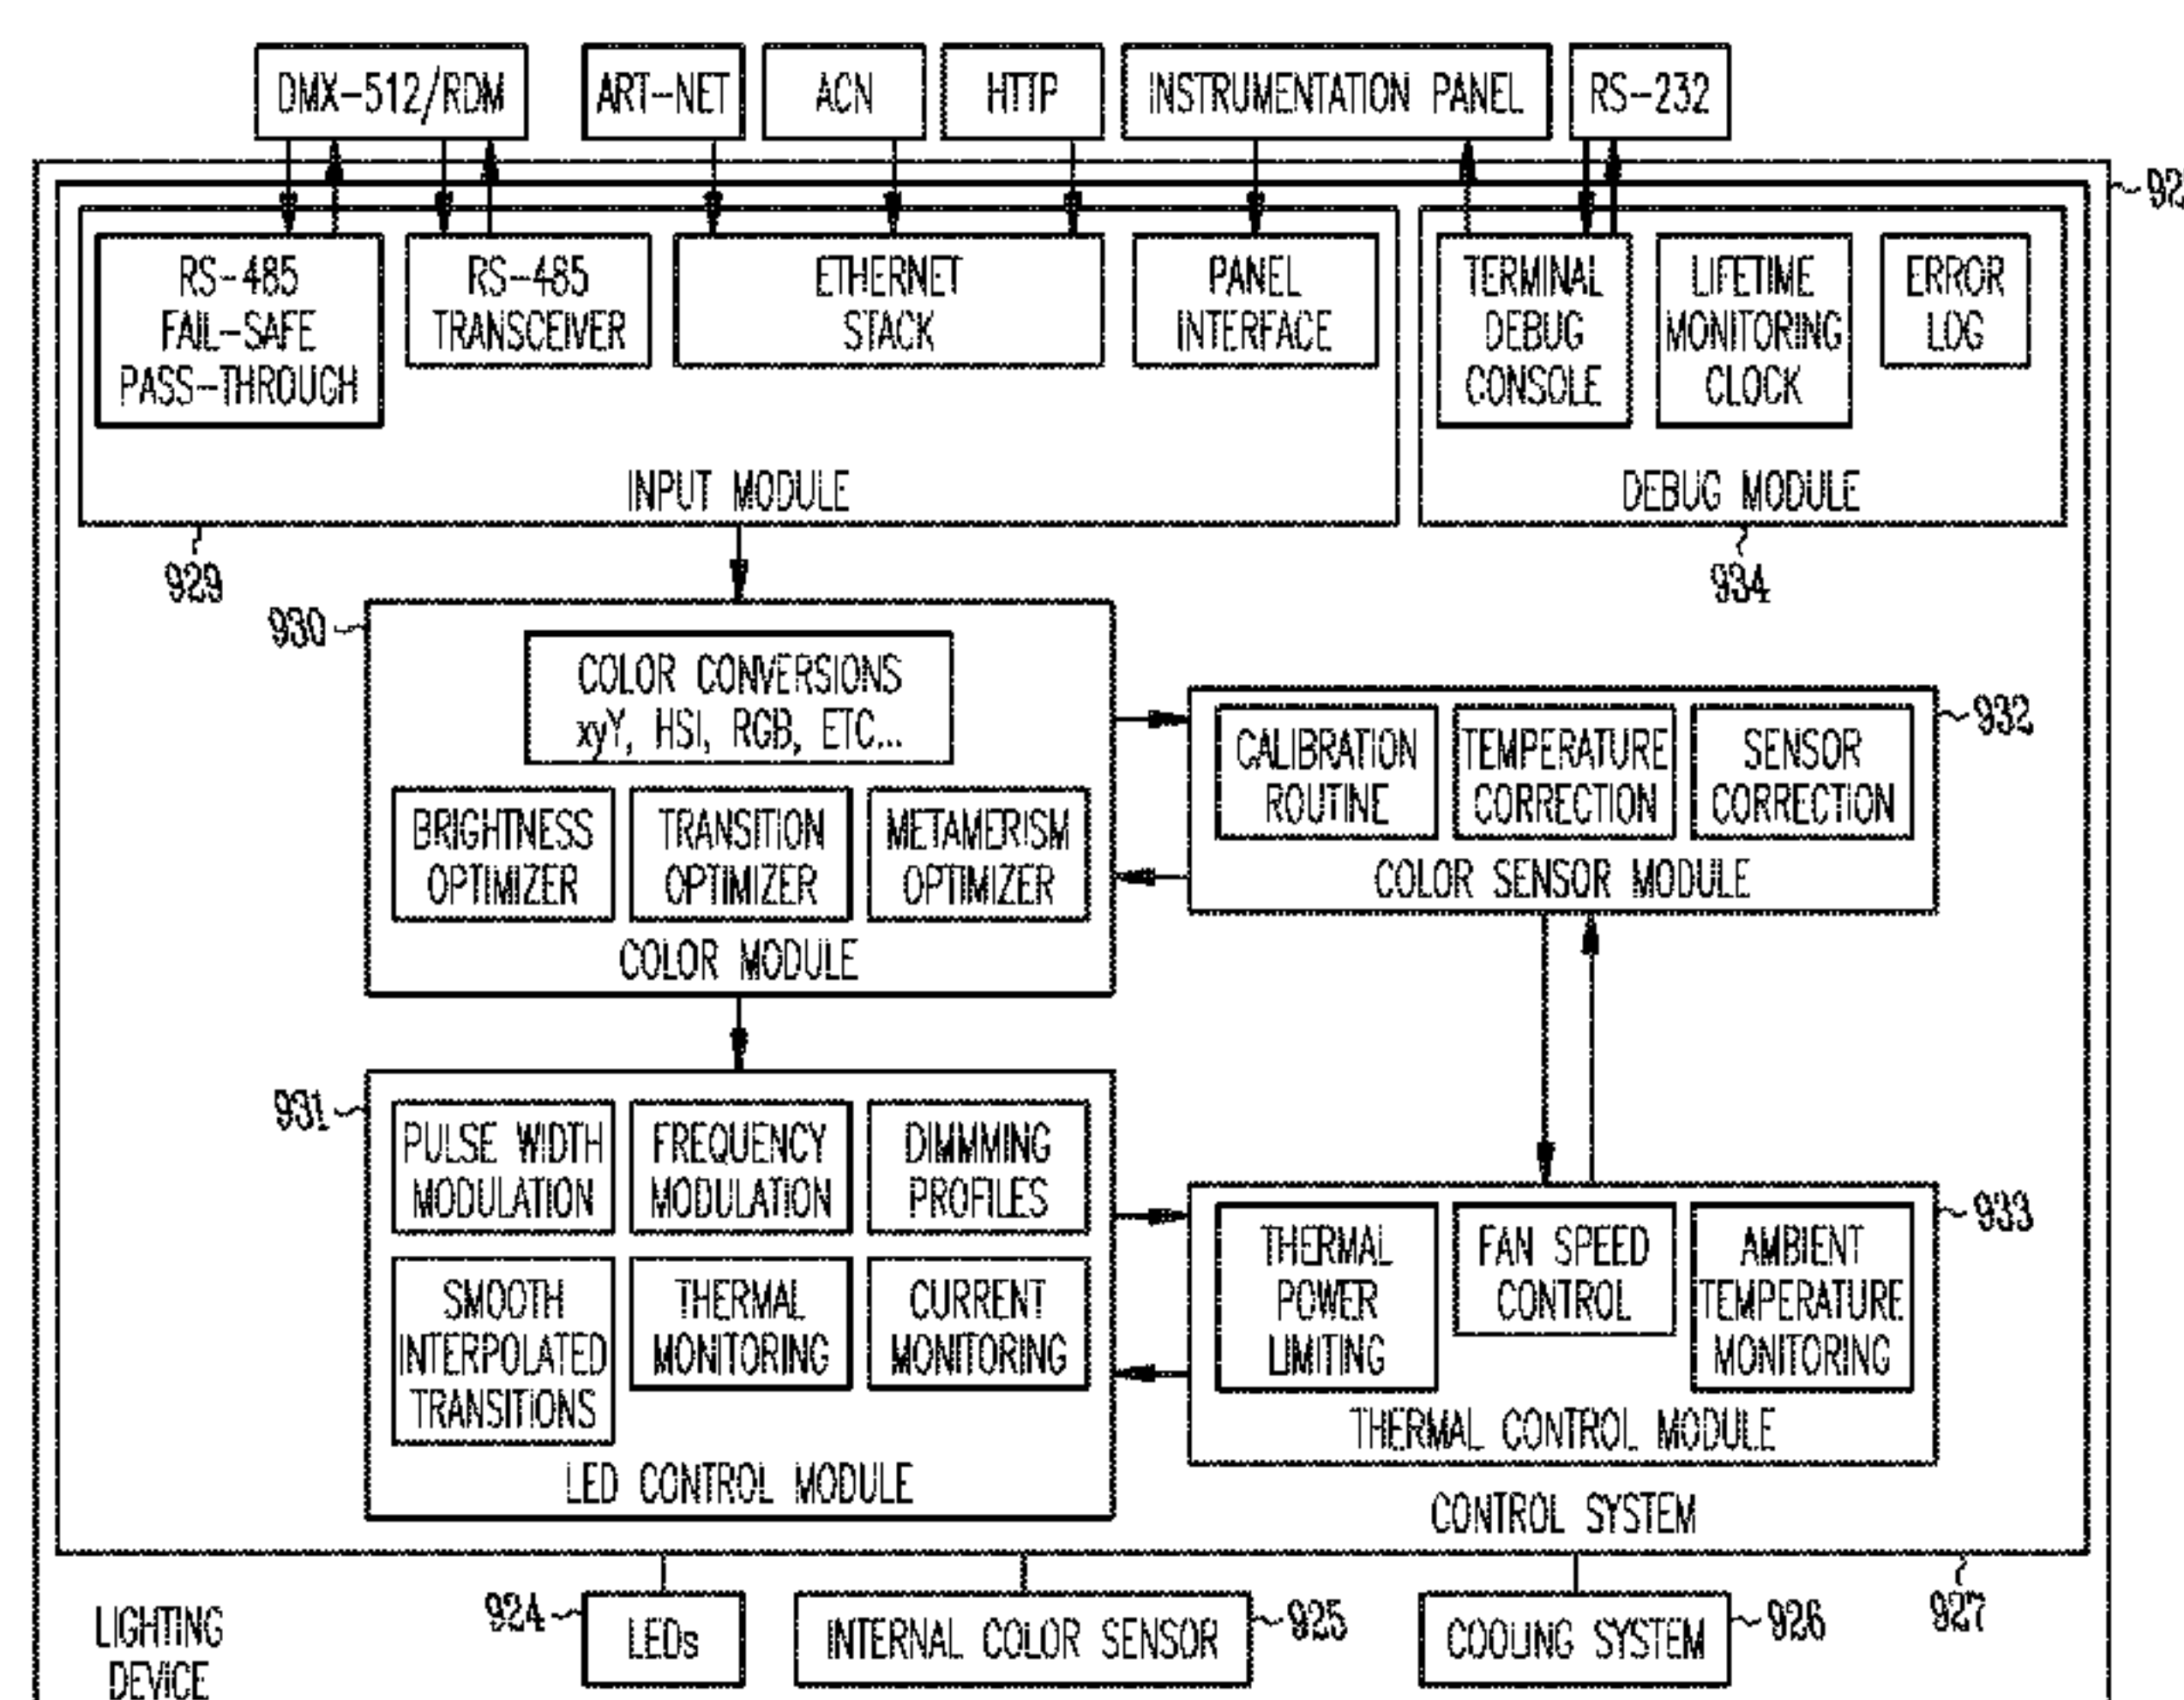 DMX-512/RDM
ART-NET
ACN
HTTP
INSTRUMENTATION PANEL
RS-232
RS-485
FAIL-SAFE
PASS-THROUGH
RS-485
TRANSCEIVER
ETHERNET
STACK
PANEL
INTERFACE
INPUT MODULE
929
TERMINAL
DEBUG
CONSOLE
LIFETIME
MONITORING
CLOCK
ERROR
LOG
DEBUG MODULE
934
930
COLOR CONVERSIONS
xyY, HSI, RGB, ETC...
BRIGHTNESS
OPTIMIZER
TRANSITION
OPTIMIZER
METAMERISM
OPTIMIZER
COLOR MODULE
932
CALIBRATION
ROUTINE
TEMPERATURE
CORRECTION
SENSOR
CORRECTION
COLOR SENSOR MODULE
931
PULSE WIDTH
MODULATION
FREQUENCY
MODULATION
DIMMMING
PROFILES
SMOOTH
INTERPOLATED
TRANSITIONS
THERMAL
MONITORING
CURRENT
MONITORING
LED CONTROL MODULE
933
THERMAL
POWER
LIMITING
FAN SPEED
CONTROL
AMBIENT
TEMPERATURE
MONITORING
THERMAL CONTROL MODULE
CONTROL SYSTEM
927
LIGHTING
DEVICE
924
LEDs
INTERNAL COLOR SENSOR
925
COOLING SYSTEM
926